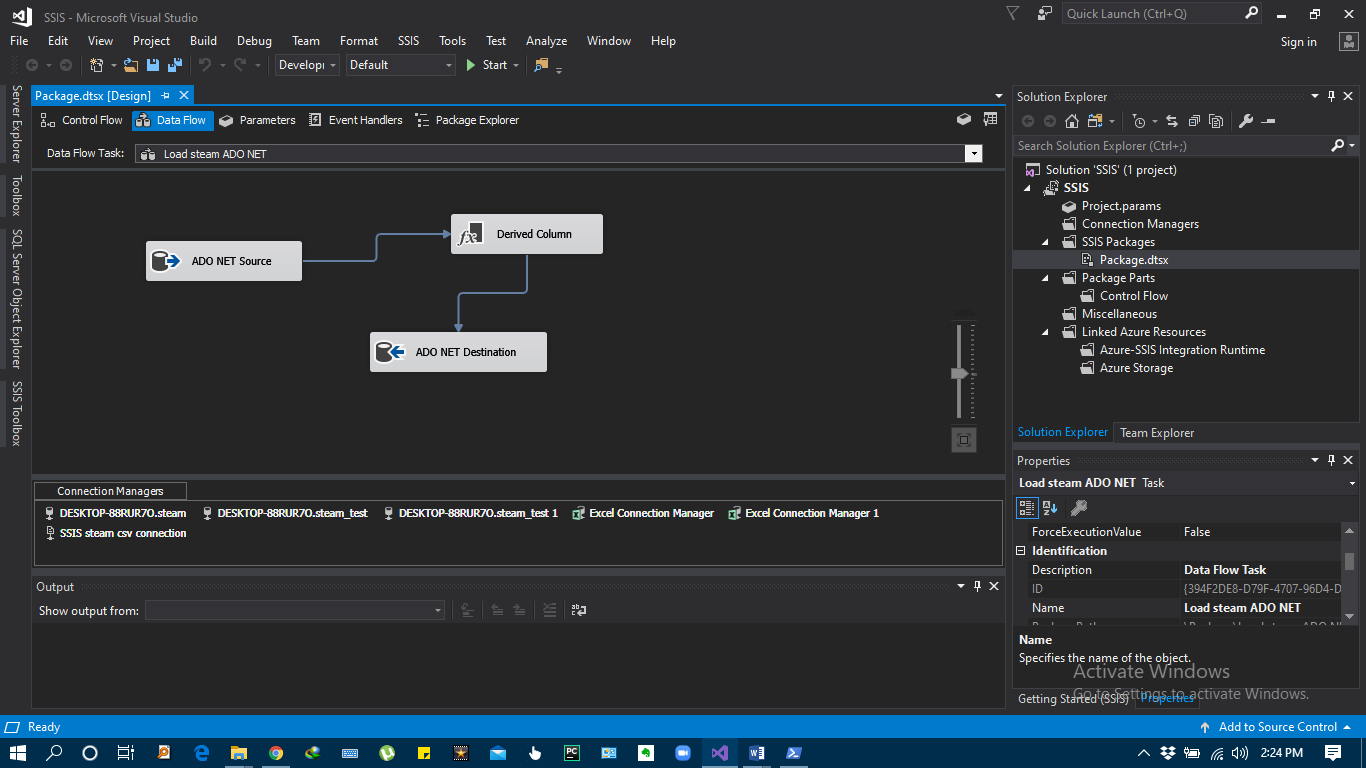 SSIS - Microsoft Visual Studio
Quick Launch (Ctrl+Q)
File Edit View Project Build Debug Team Format SSIS Tools Test Analyze Window Help
Sign in
Default Start
Package.dtsx [Design]
Control Flow Data Flow Parameters Event Handlers Package Explorer
Data Flow Task: Load steam ADO NET
Server Explorer
Toolbox
SQL Server Object Explorer
SSIS Toolbox
ADO NET Source
Derived Column
ADO NET Destination
Connection Managers
DESKTOP-88RUR7O.steam DESKTOP-88RUR7O.steam_test DESKTOP-88RUR7O.steam_test 1 Excel Connection Manager Excel Connection Manager 1
SSIS steam csv connection
Output
Show output from:
Solution Explorer
Search Solution Explorer (Ctrl+;)
Solution 'SSIS' (1 project)
SSIS
Project.params
Connection Managers
SSIS Packages
Package.dtsx
Package Parts
Control Flow
Miscellaneous
Linked Azure Resources
Azure-SSIS Integration Runtime
Azure Storage
Solution Explorer Team Explorer
Properties
Load steam ADO NET Task
ForceExecutionValue False
Identification
Description Data Flow Task
ID {394F2DE8-D79F-4707-96D4-D
Name Load steam ADO NET
Name
Specifies the name of the object.
Activate Windows
Go to Settings to activate Windows.
Getting Started (SSIS) Properties
Ready
Add to Source Control
2:24 PM